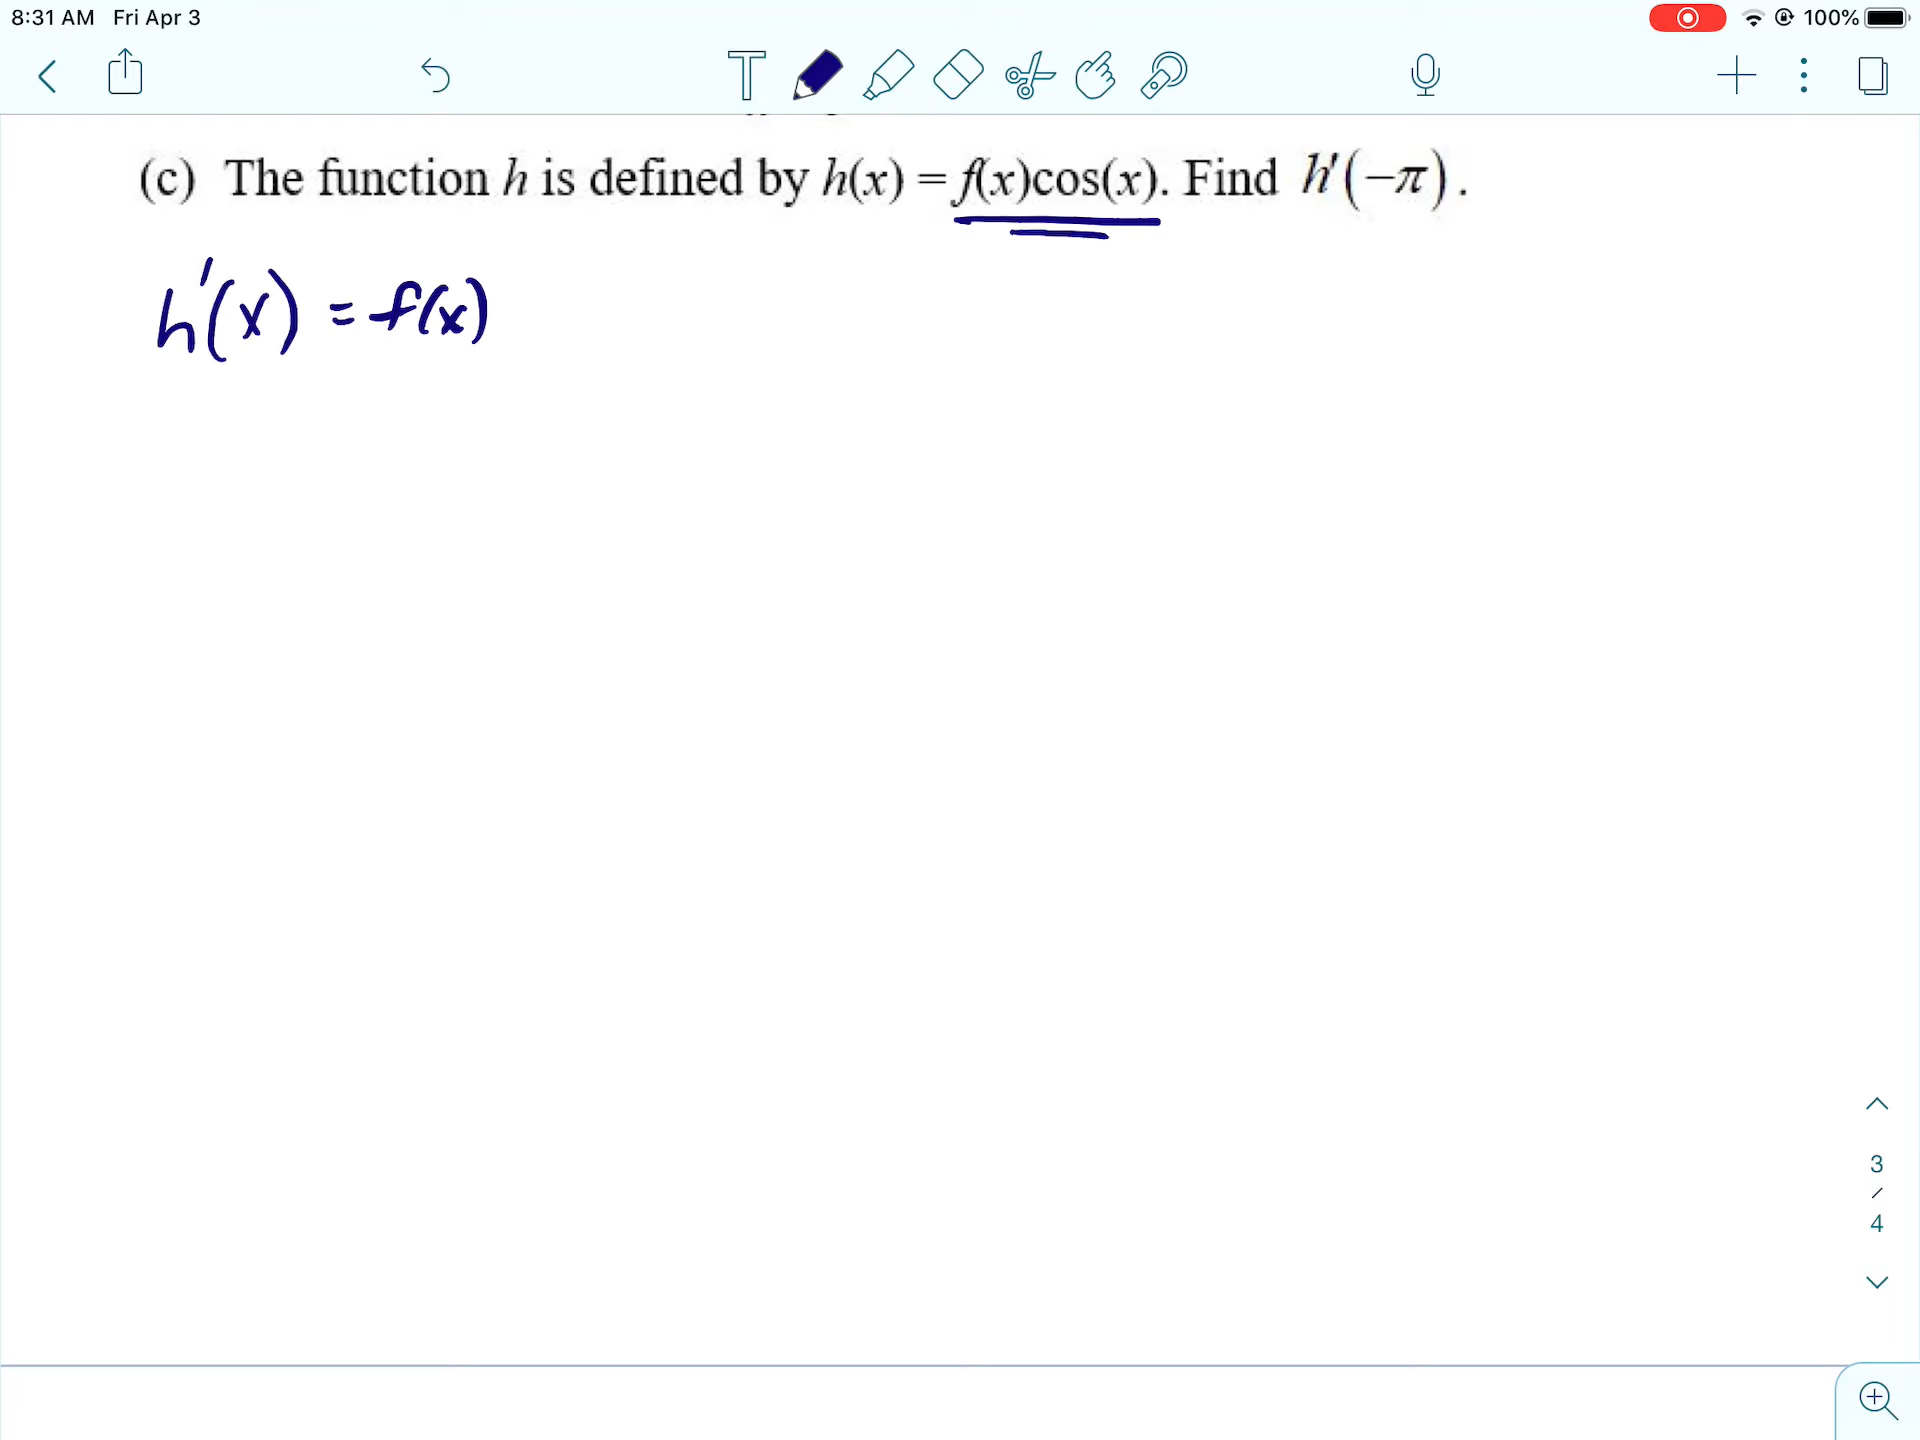 8:31 AM Fri Apr 3 100%
T
(c) The function h is defined by h(x) = f(x)cos(x). Find h′(−π).
h′(x) = f(x)
3
/
4